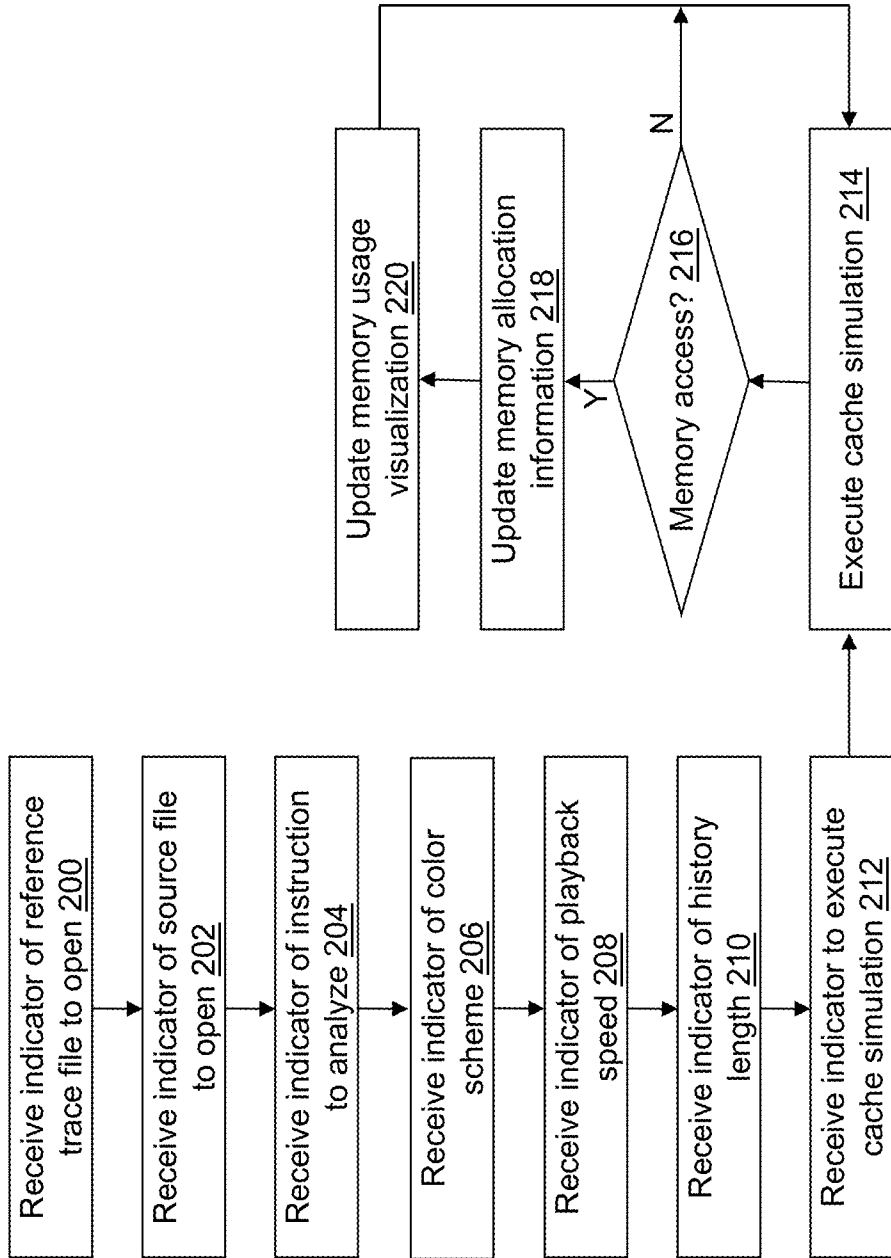 Receive indicator of reference
trace file to open 200
Receive indicator of source file
to open 202
Receive indicator of instruction
to analyze 204
Receive indicator of color
scheme 206
Receive indicator of playback
speed 208
Receive indicator of history
length 210
Receive indicator to execute
cache simulation 212
Update memory usage
visualization 220
Update memory allocation
information 218
Y
Memory access? 216
N
Execute cache simulation 214